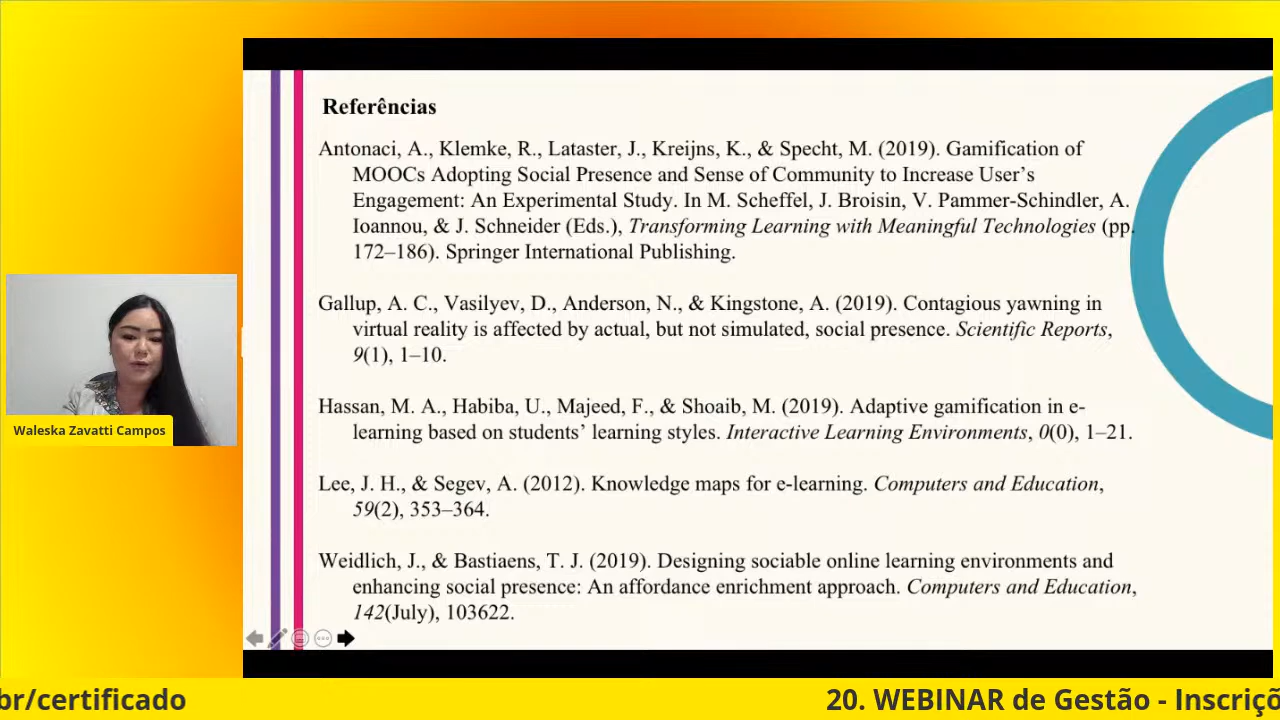 Referências
Antonaci, A., Klemke, R., Lataster, J., Kreijns, K., & Specht, M. (2019). Gamification of
MOOCs Adopting Social Presence and Sense of Community to Increase User’s
Engagement: An Experimental Study. In M. Scheffel, J. Broisin, V. Pammer-Schindler, A.
Ioannou, & J. Schneider (Eds.), Transforming Learning with Meaningful Technologies (pp.
172–186). Springer International Publishing.
Gallup, A. C., Vasilyev, D., Anderson, N., & Kingstone, A. (2019). Contagious yawning in
virtual reality is affected by actual, but not simulated, social presence. Scientific Reports,
9(1), 1–10.
Hassan, M. A., Habiba, U., Majeed, F., & Shoaib, M. (2019). Adaptive gamification in e-
learning based on students’ learning styles. Interactive Learning Environments, 0(0), 1–21.
Lee, J. H., & Segev, A. (2012). Knowledge maps for e-learning. Computers and Education,
59(2), 353–364.
Weidlich, J., & Bastiaens, T. J. (2019). Designing sociable online learning environments and
enhancing social presence: An affordance enrichment approach. Computers and Education,
142(July), 103622.
Waleska Zavatti Campos
br/certificado
20. WEBINAR de Gestão - Inscriçõ